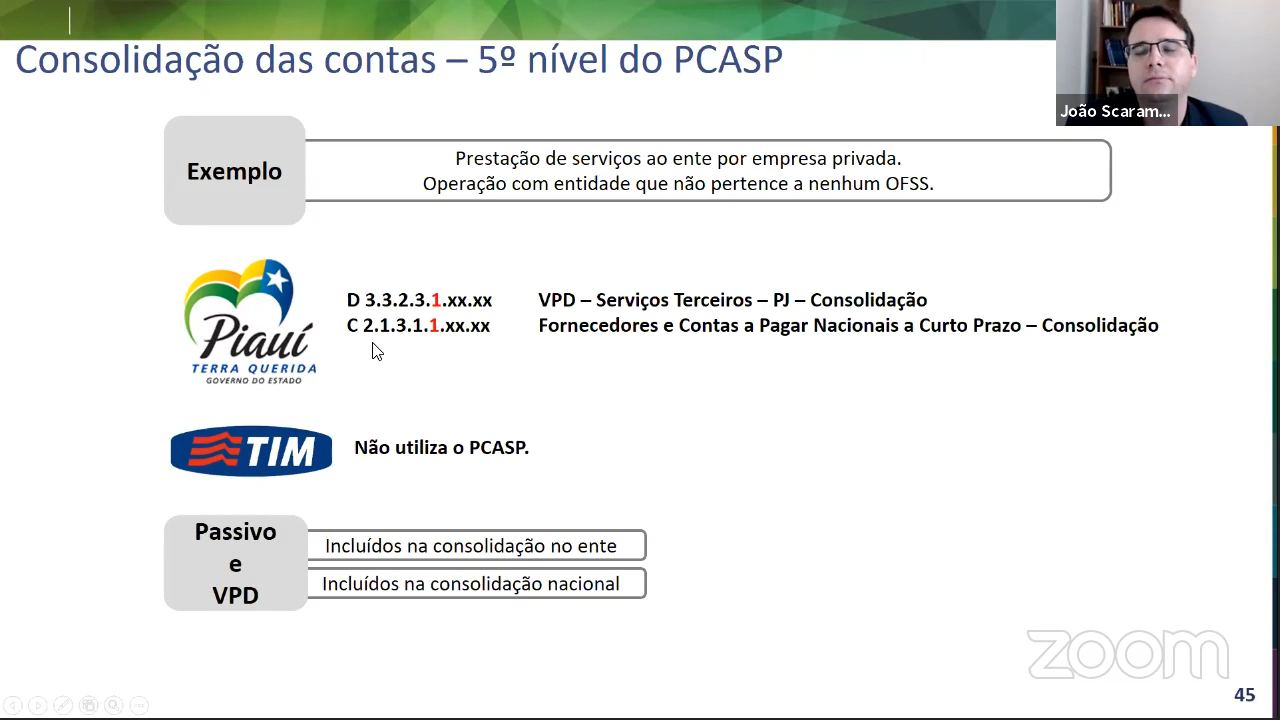 Consolidação das contas – 5º nível do PCASP
João Scaram...
Exemplo
Prestação de serviços ao ente por empresa privada.
Operação com entidade que não pertence a nenhum OFSS.
Piauí
TERRA QUERIDA
GOVERNO DO ESTADO
D 3.3.2.3.1.xx.xx VPD – Serviços Terceiros – PJ – Consolidação
C 2.1.3.1.1.xx.xx Fornecedores e Contas a Pagar Nacionais a Curto Prazo – Consolidação
TIM
Não utiliza o PCASP.
Passivo
e
VPD
Incluídos na consolidação no ente
Incluídos na consolidação nacional
zoom
45